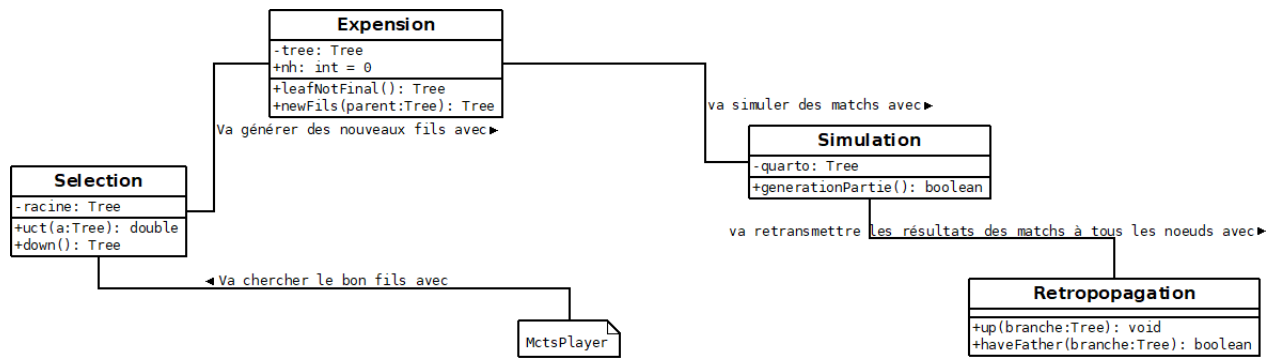 Expension
-tree: Tree
+nh: int = 0
+leafNotFinal(): Tree
+newFils(parent:Tree): Tree
Va générer des nouveaux fils avec►
va simuler des matchs avec►
Simulation
-quarto: Tree
+generationPartie(): boolean
Selection
-racine: Tree
+uct(a:Tree): double
+down(): Tree
va retransmettre les résultats des matchs à tous les noeuds avec►
◄ Va chercher le bon fils avec
Retropopagation
+up(branche:Tree): void
+haveFather(branche:Tree): boolean
MctsPlayer